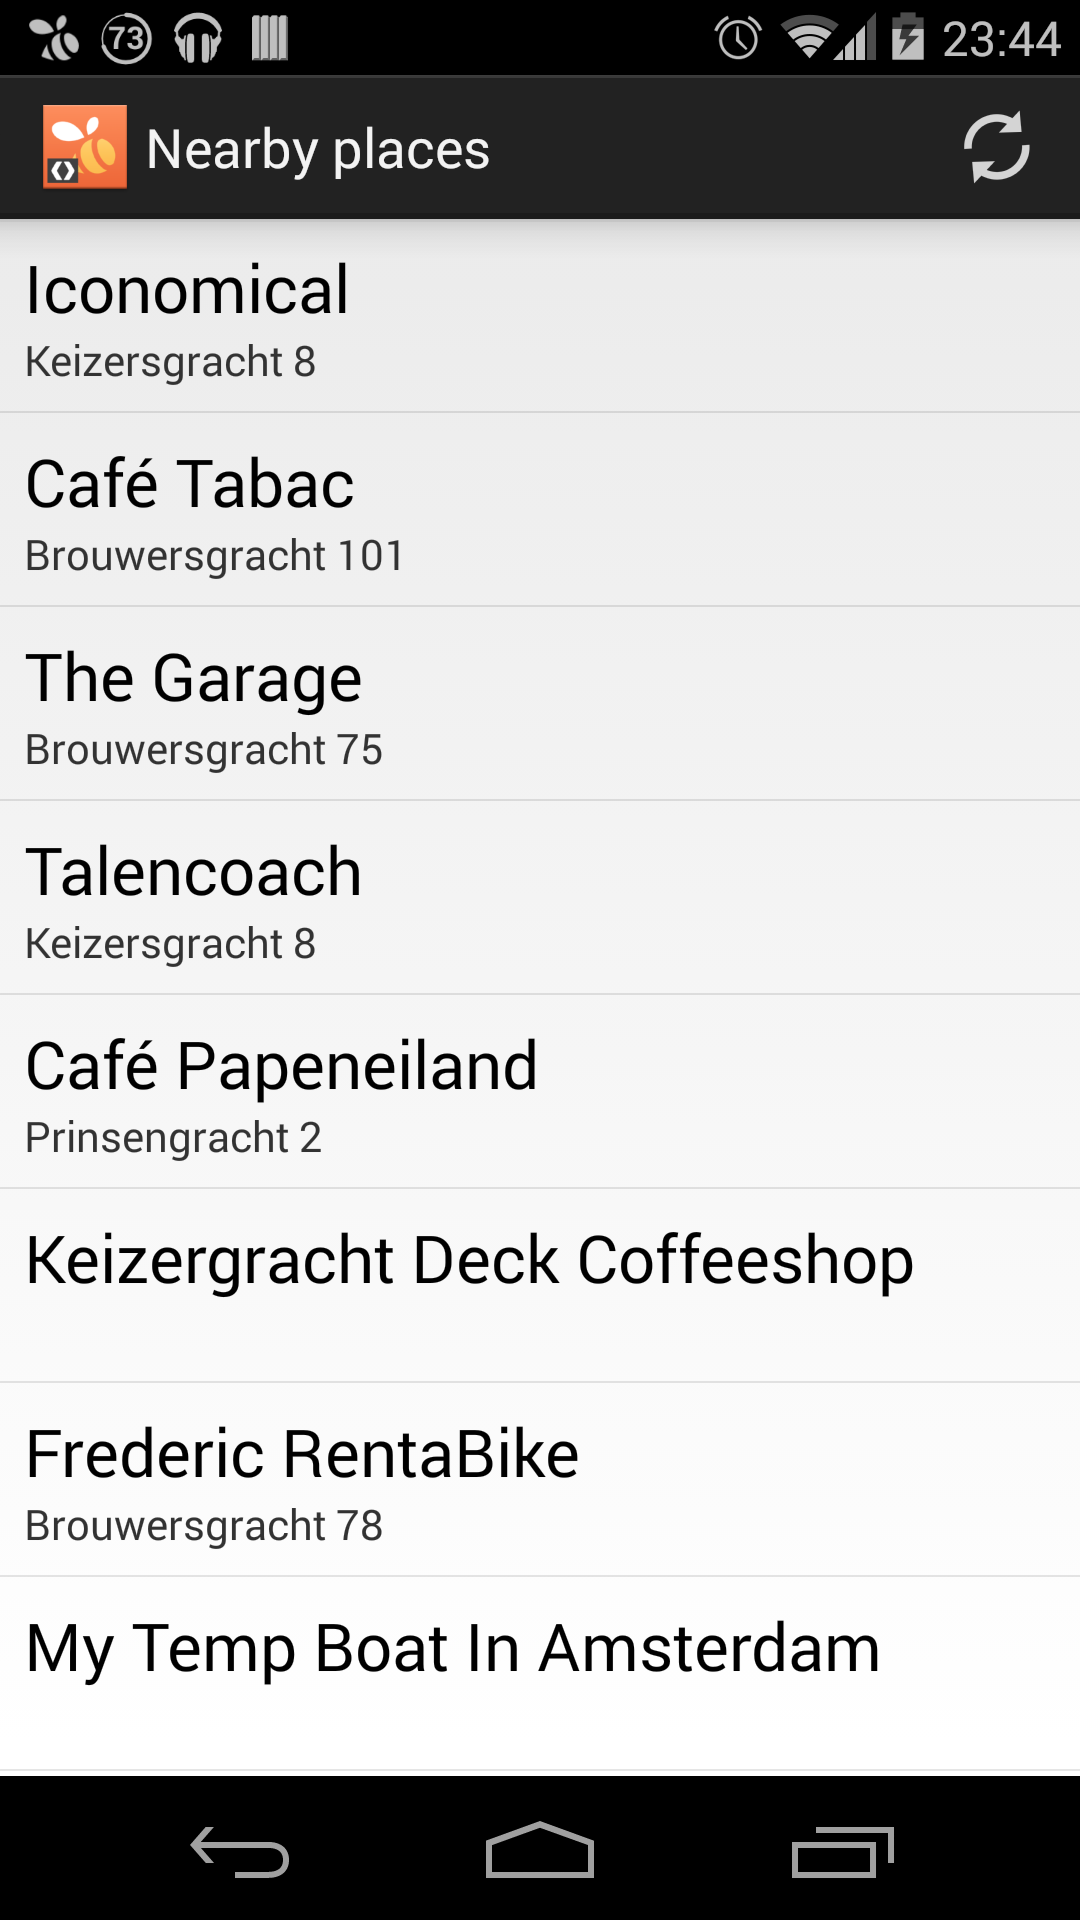 73 23:44
Nearby places
Iconomical
Keizersgracht 8
Café Tabac
Brouwersgracht 101
The Garage
Brouwersgracht 75
Talencoach
Keizersgracht 8
Café Papeneiland
Prinsengracht 2
Keizergracht Deck Coffeeshop
Frederic RentaBike
Brouwersgracht 78
My Temp Boat In Amsterdam